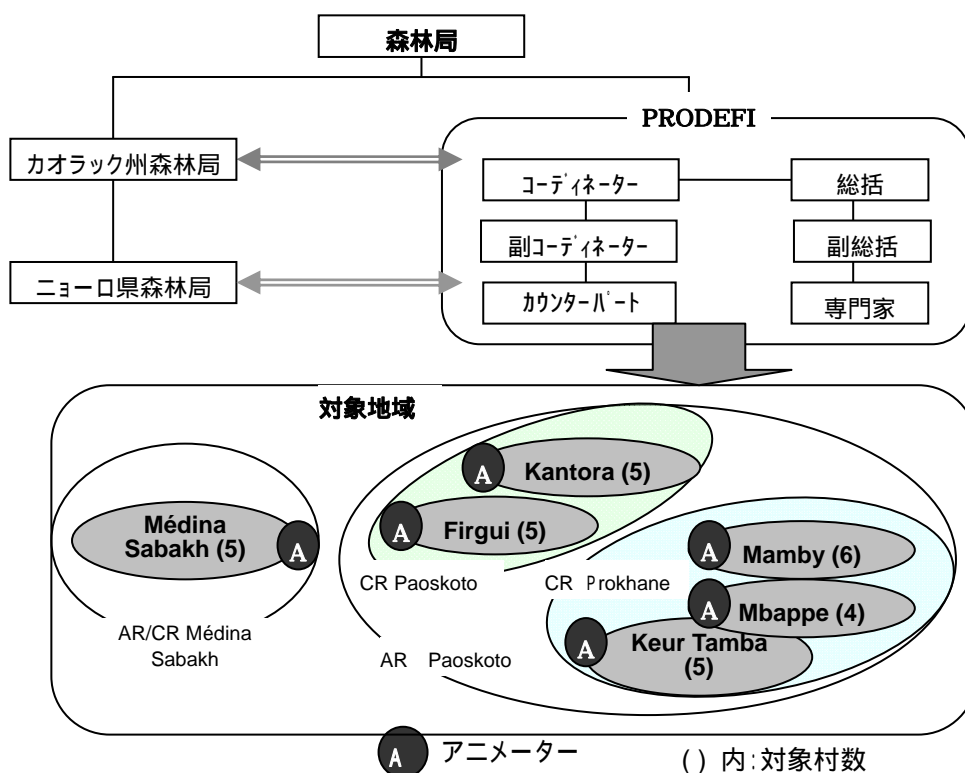 森林局
PRODEFI
カオラック州森林局
コーディネーター
総括
副コーディネーター
副総括
ニョーロ県森林局
カウンターパート
専門家
対象地域
A
Kantora (5)
A
Firgui (5)
Médina
Sabakh (5)
A
A
Mamby (6)
CR Paoskoto
CR Prokhane
A
Mbappe (4)
AR/CR Médina
Sabakh
A
Keur Tamba
(5)
AR Paoskoto
A アニメーター
( ) 内:対象村数